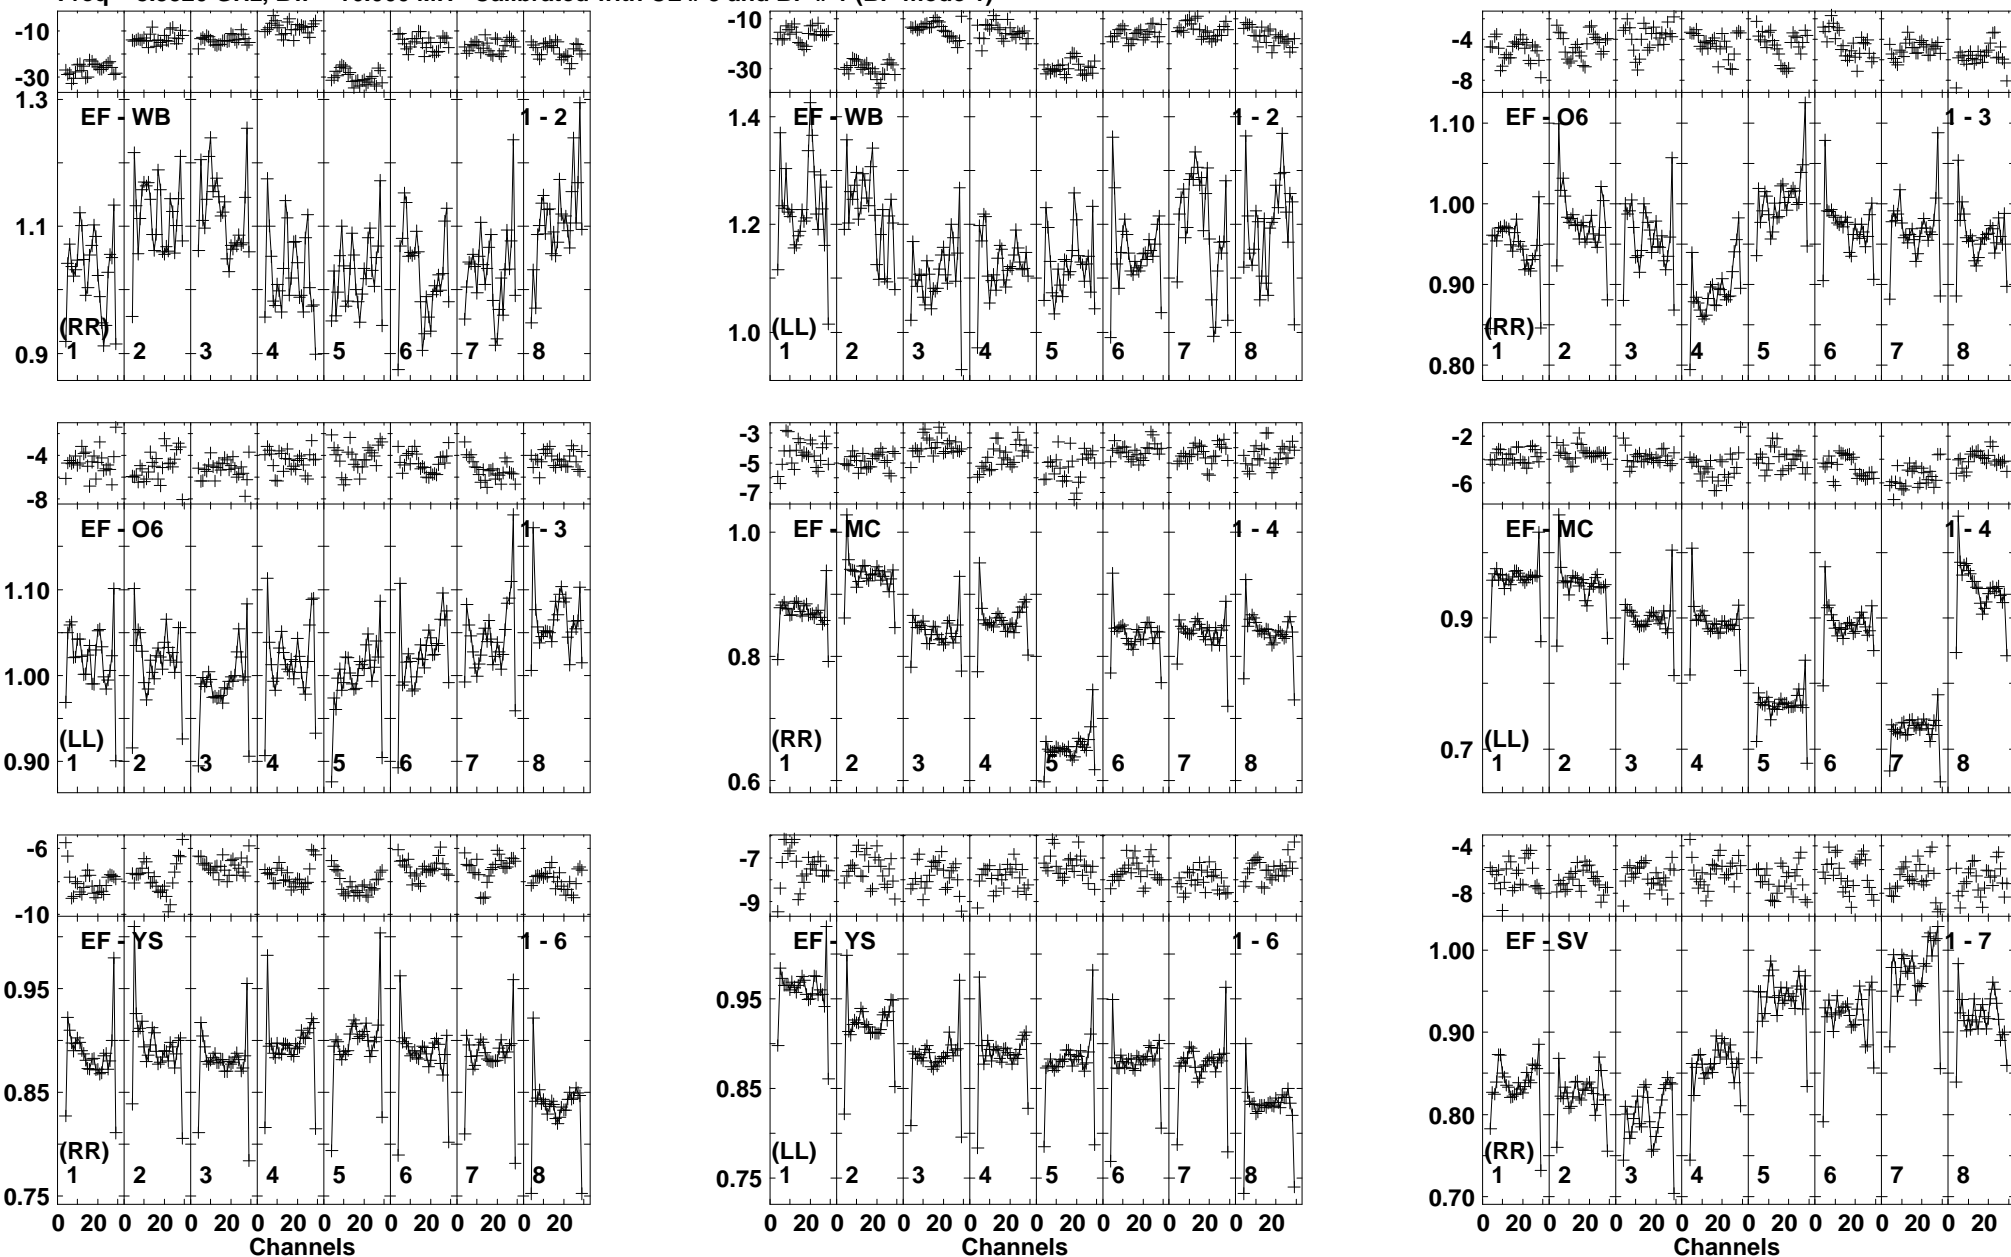 -10 -10 -4
-30 -30 -8
1.3 EF - WB 1 - 2 1.4 EF - WB 1 - 2 1.10 EF - O6 1 - 3
1.1 1.2 1.00
0.90
(RR) 1.0 (LL) (RR)
0.9 1 2 3 4 5 6 7 8 1 2 3 4 5 6 7 8 0.80 1 2 3 4 5 6 7 8
-4 -3 -2
-8 -5 -6
-7
EF - O6 1 - 3 1.0 EF - MC 1 - 4 EF - MC 1 - 4
1.10 0.9
1.00 0.8
(LL) (RR) 0.7 (LL)
0.90 1 2 3 4 5 6 7 8 0.6 1 2 3 4 5 6 7 8 1 2 3 4 5 6 7 8
-6 -7 -4
-10 -9 -8
EF - YS 1 - 6 EF - YS 1 - 6 1.00 EF - SV 1 - 7
0.95 0.95 0.90
0.85 0.85 0.80
(RR) (LL) (RR)
0.75 1 2 3 4 5 6 7 8 0.75 1 2 3 4 5 6 7 8 0.70 1 2 3 4 5 6 7 8
0 20 0 20 0 20 0 20 0 20 0 20 0 20 0 20 0 20 0 20 0 20 0 20 0 20 0 20 0 20 0 20 0 20 0 20 0 20 0 20 0 20 0 20 0 20 0 20
Channels Channels Channels